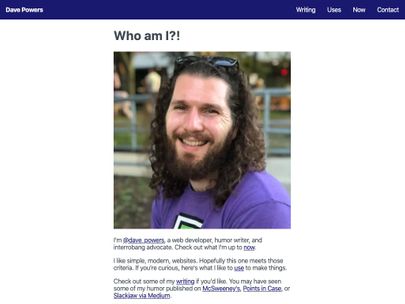 Dave Powers
Writing Uses Now Contact
Who am I?!
I'm @dave_powers, a web developer, humor writer, and
interrobang advocate. Check out what I'm up to now.
I like simple, modern, websites. Hopefully this one meets those
criteria. If you're curious, here's what I like to use to make things.
Check out some of my writing if you'd like. You may have seen
some of my humor published on McSweeney's, Points in Case, or
Slackjaw via Medium.